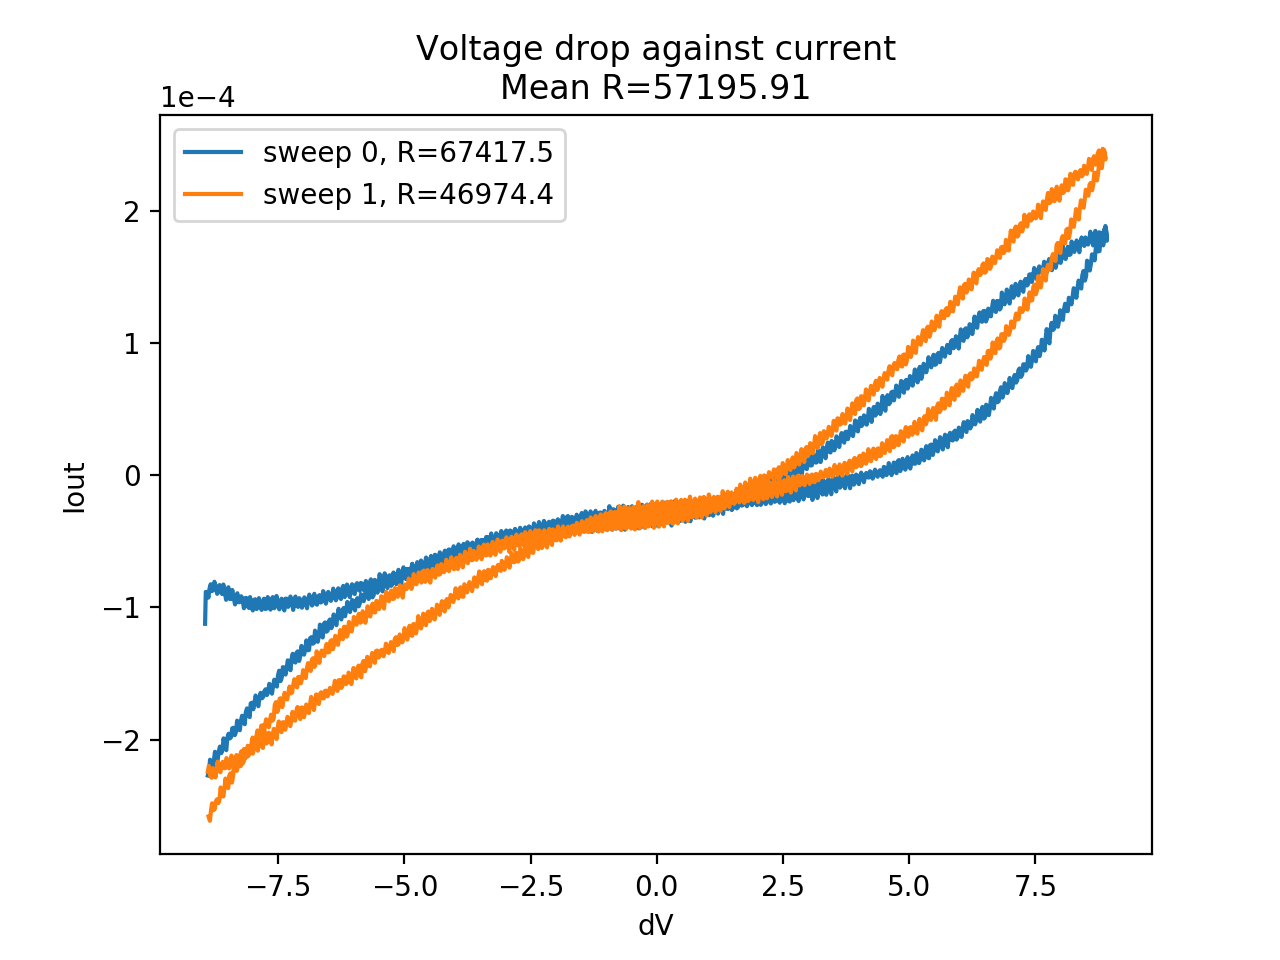 Voltage drop against current
Mean R=57195.91
1e−4
sweep 0, R=67417.5
sweep 1, R=46974.4
2
1
0
−1
−2
Iout
−7.5 −5.0 −2.5 0.0 2.5 5.0 7.5
dV